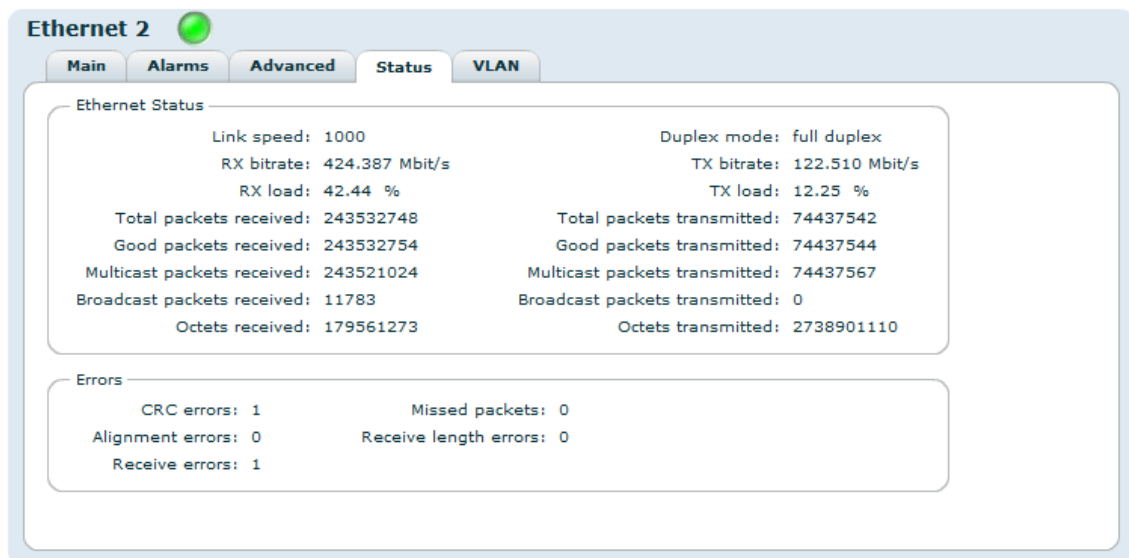 Ethernet 2
Main Alarms Advanced Status VLAN
Ethernet Status
Link speed: 1000 Duplex mode: full duplex
RX bitrate: 424.387 Mbit/s TX bitrate: 122.510 Mbit/s
RX load: 42.44 % TX load: 12.25 %
Total packets received: 243532748 Total packets transmitted: 74437542
Good packets received: 243532754 Good packets transmitted: 74437544
Multicast packets received: 243521024 Multicast packets transmitted: 74437567
Broadcast packets received: 11783 Broadcast packets transmitted: 0
Octets received: 179561273 Octets transmitted: 2738901110
Errors
CRC errors: 1 Missed packets: 0
Alignment errors: 0 Receive length errors: 0
Receive errors: 1